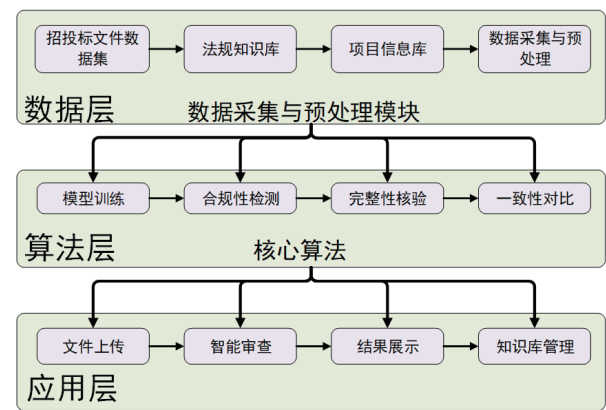 招投标文件数
据集
法规知识库
项目信息库
数据采集与预
处理
数据层
数据采集与预处理模块
模型训练
合规性检测
完整性核验
一致性对比
算法层
核心算法
文件上传
智能审查
结果展示
知识库管理
应用层